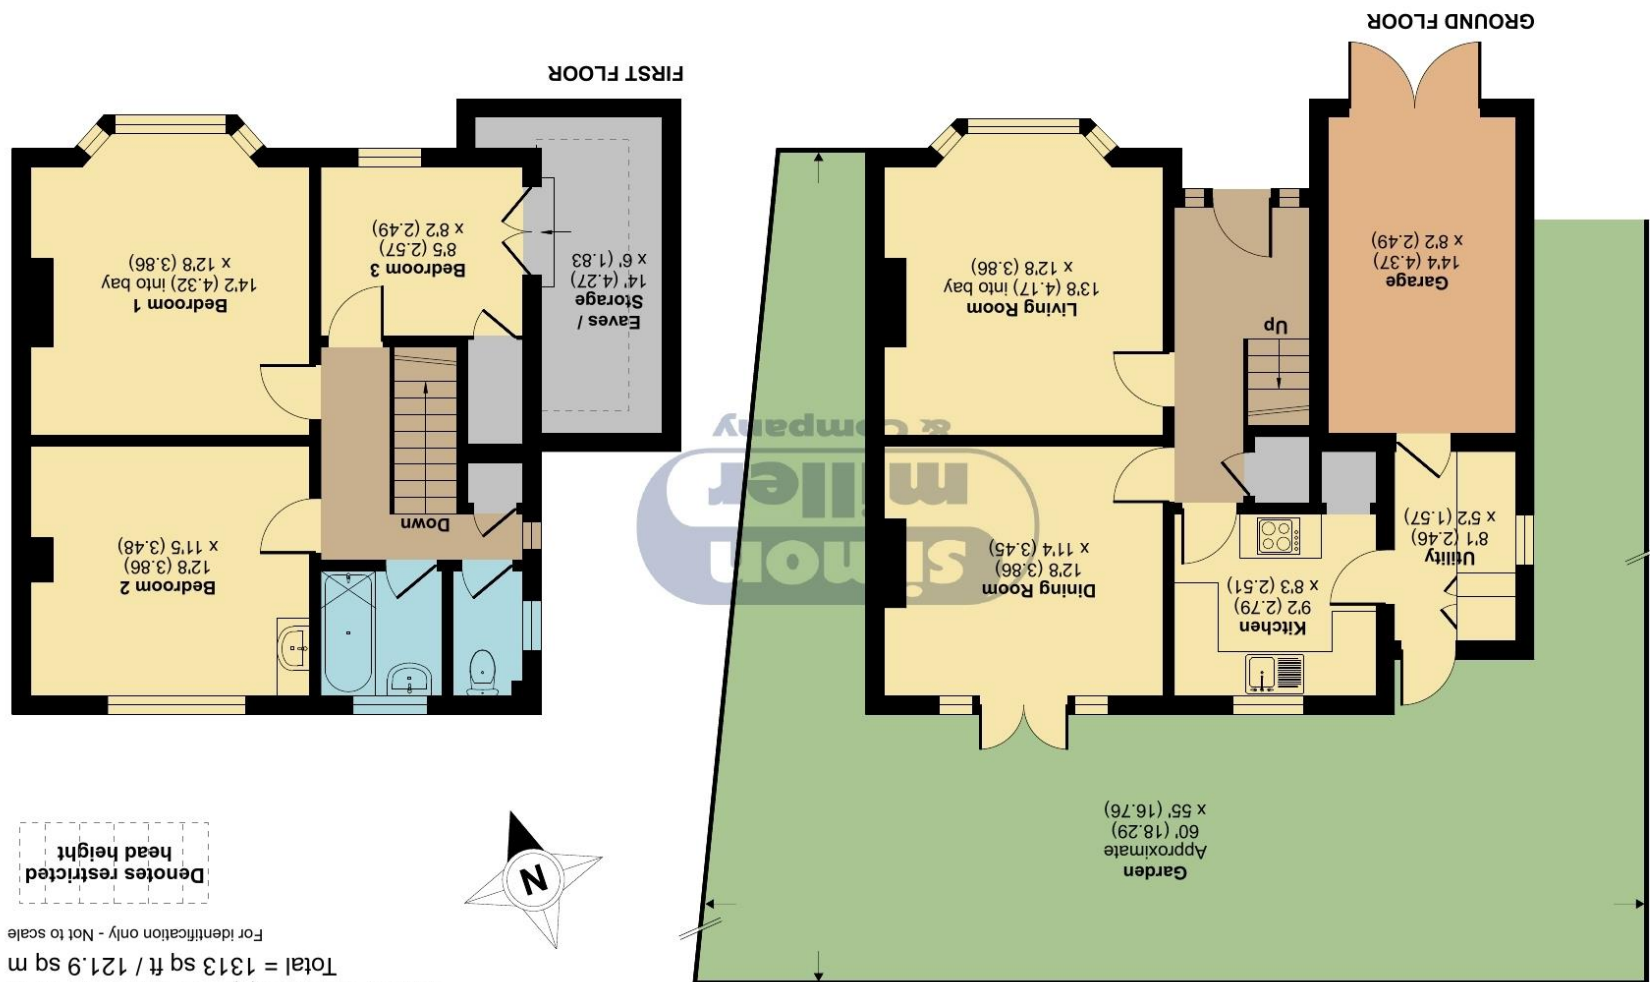 Total = 1313 sq ft / 121.9 sq m
For identification only - Not to scale
Denotes restricted
head height
N
Garden
Approximate
60' (18.29)
x 55' (16.76)
Kitchen
9'2 (2.79)
x 8'3 (2.51)
Dining Room
12'8 (3.86)
x 11'4 (3.45)
Utility
8'1 (2.46)
x 5'2 (1.57)
Up
Garage
14'4 (4.37)
x 8'2 (2.49)
Living Room
13'8 (4.17) into bay
x 12'8 (3.86)
GROUND FLOOR
simon
miller
& Company
Bedroom 2
12'8 (3.86)
x 11'5 (3.48)
Down
Eaves /
Storage
14' (4.27)
x 6' (1.83)
Bedroom 3
8'5 (2.57)
x 8'2 (2.49)
Bedroom 1
14'2 (4.32) into bay
x 12'8 (3.86)
FIRST FLOOR